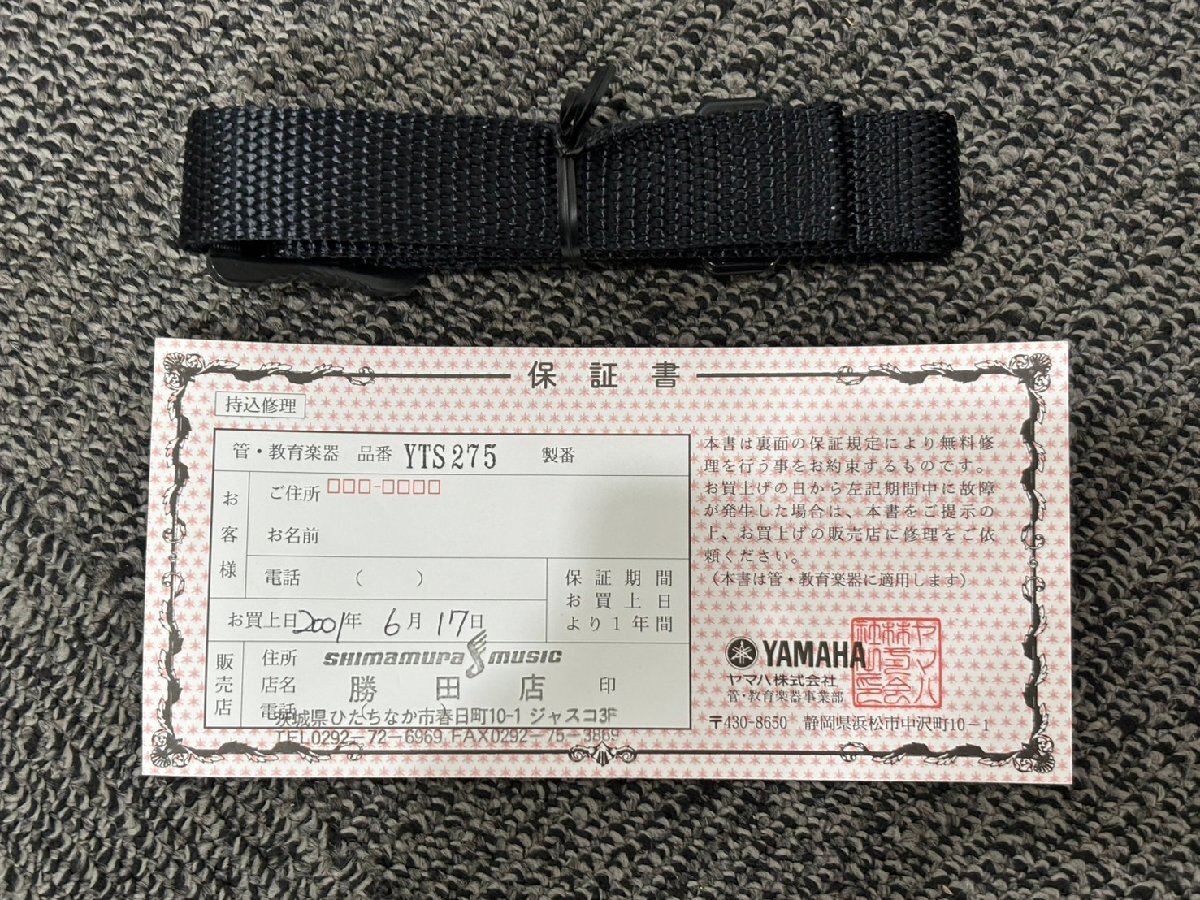 保証書
持込修理
管・教育楽器 品番 YTS275 製番
お客様
ご住所 □□□-□□□□
お名前
電話 ( )
保証期間
お買上日
より1年間
お買上日 2001年 6月 17日
販売店
住所 SHIMAMURA MUSIC
店名 勝田店 印
電話
茨城県ひたちなか市春日町10-1 ジャスコ3F
TEL0292-72-6969 FAX0292-75-3869
本書は裏面の保証規定により無料修
理を行う事をお約束するものです。
お買上げの日から左記期間中に故障
が発生した場合は、本書をご提示の
上、お買上げの販売店に修理をご依
頼ください。
(本書は管・教育楽器に適用します)
YAMAHA
ヤマハ株式会社
管・教育楽器事業部
〒430-8650 静岡県浜松市中沢町10-1
ヤマハ株式会社